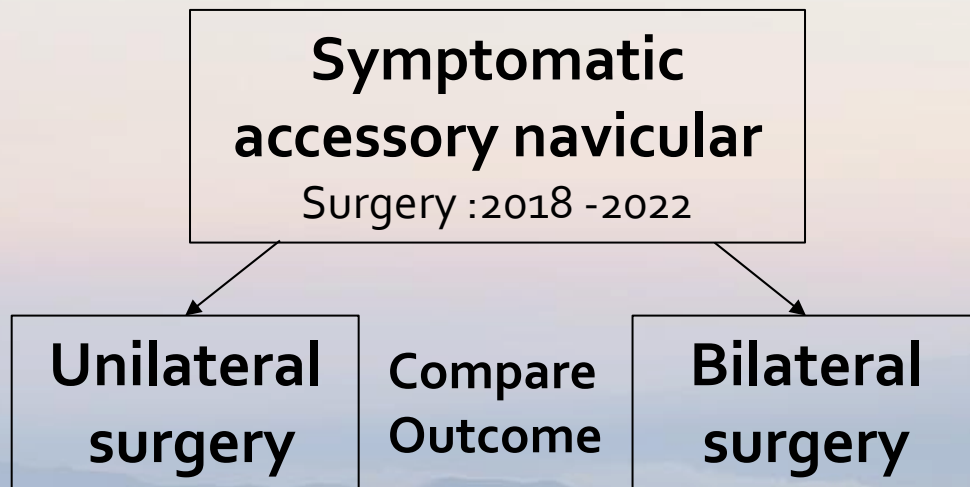 Symptomatic
accessory navicular
Surgery :2018 -2022
Unilateral
surgery
Compare
Outcome
Bilateral
surgery